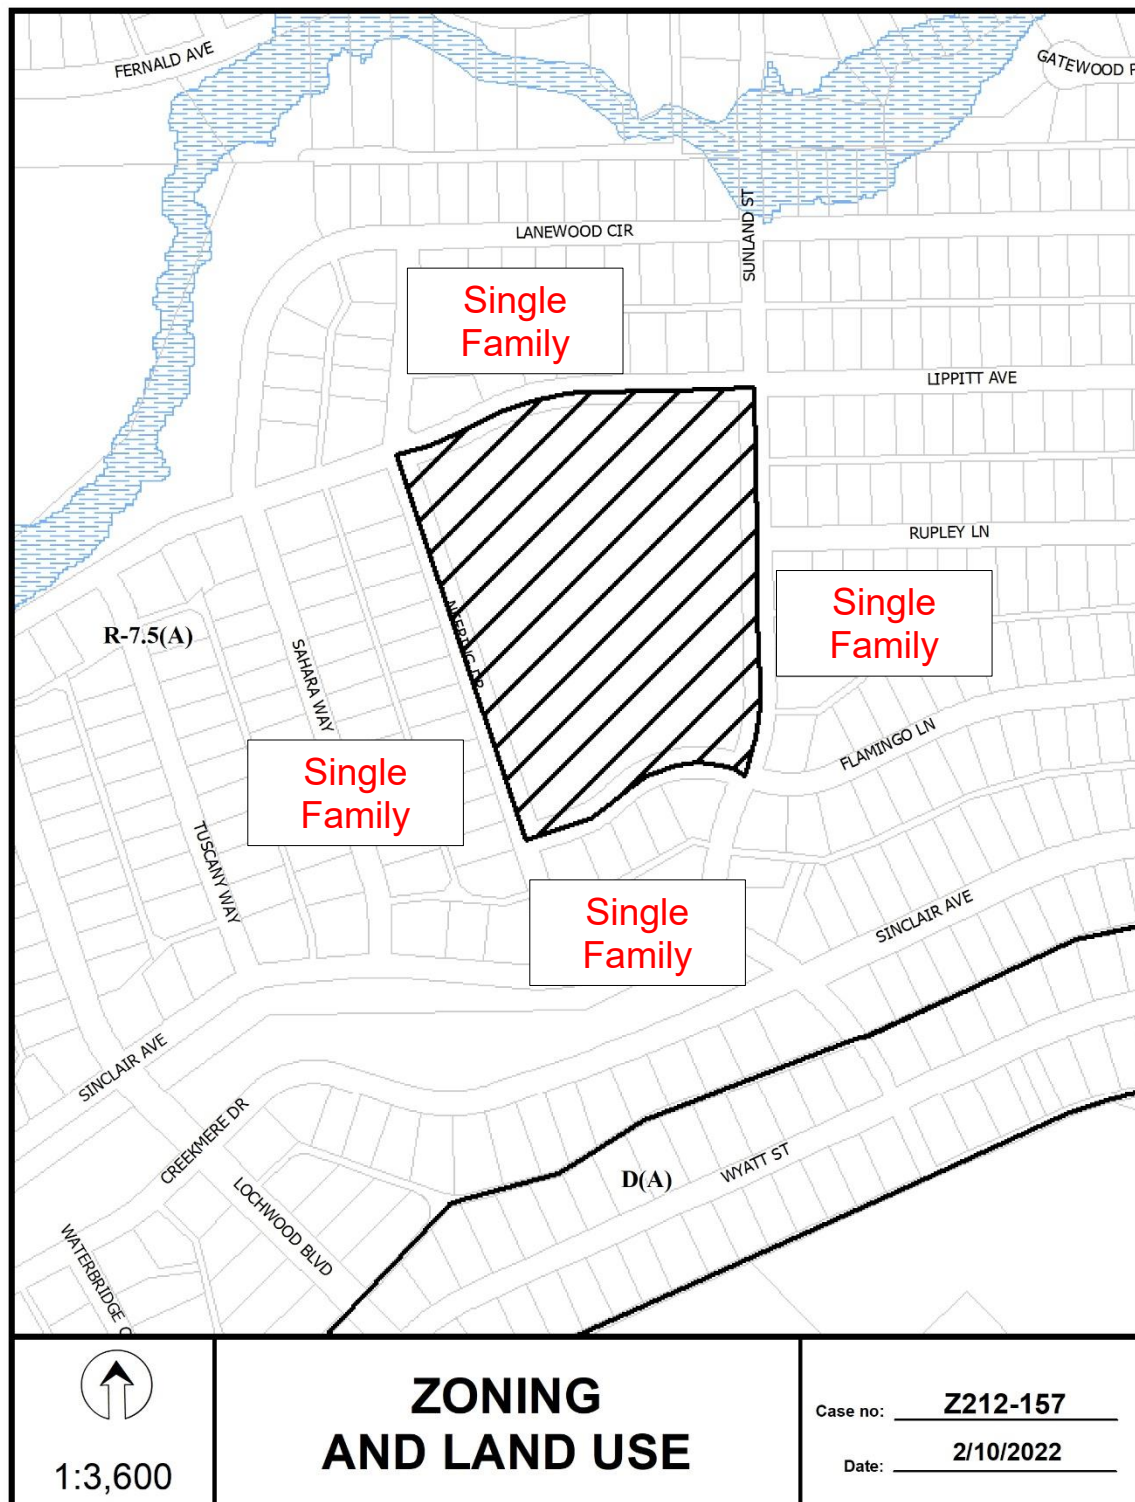 FERNALD AVE
GATEWOOD P
SUNLAND ST
LANEWOOD CIR
Single
Family
LIPPITT AVE
RUPLEY LN
Single
Family
R-7.5(A)
SAHARA WAY
FLAMINGO LN
Single
Family
TUSCANY WAY
Single
Family
SINCLAIR AVE
SINCLAIR AVE
CREEKMERE DR
WYATT ST
D(A)
LOCHWOOD BLVD
WATERBRIDGE
1:3,600
ZONING
AND LAND USE
Case no: Z212-157
Date: 2/10/2022